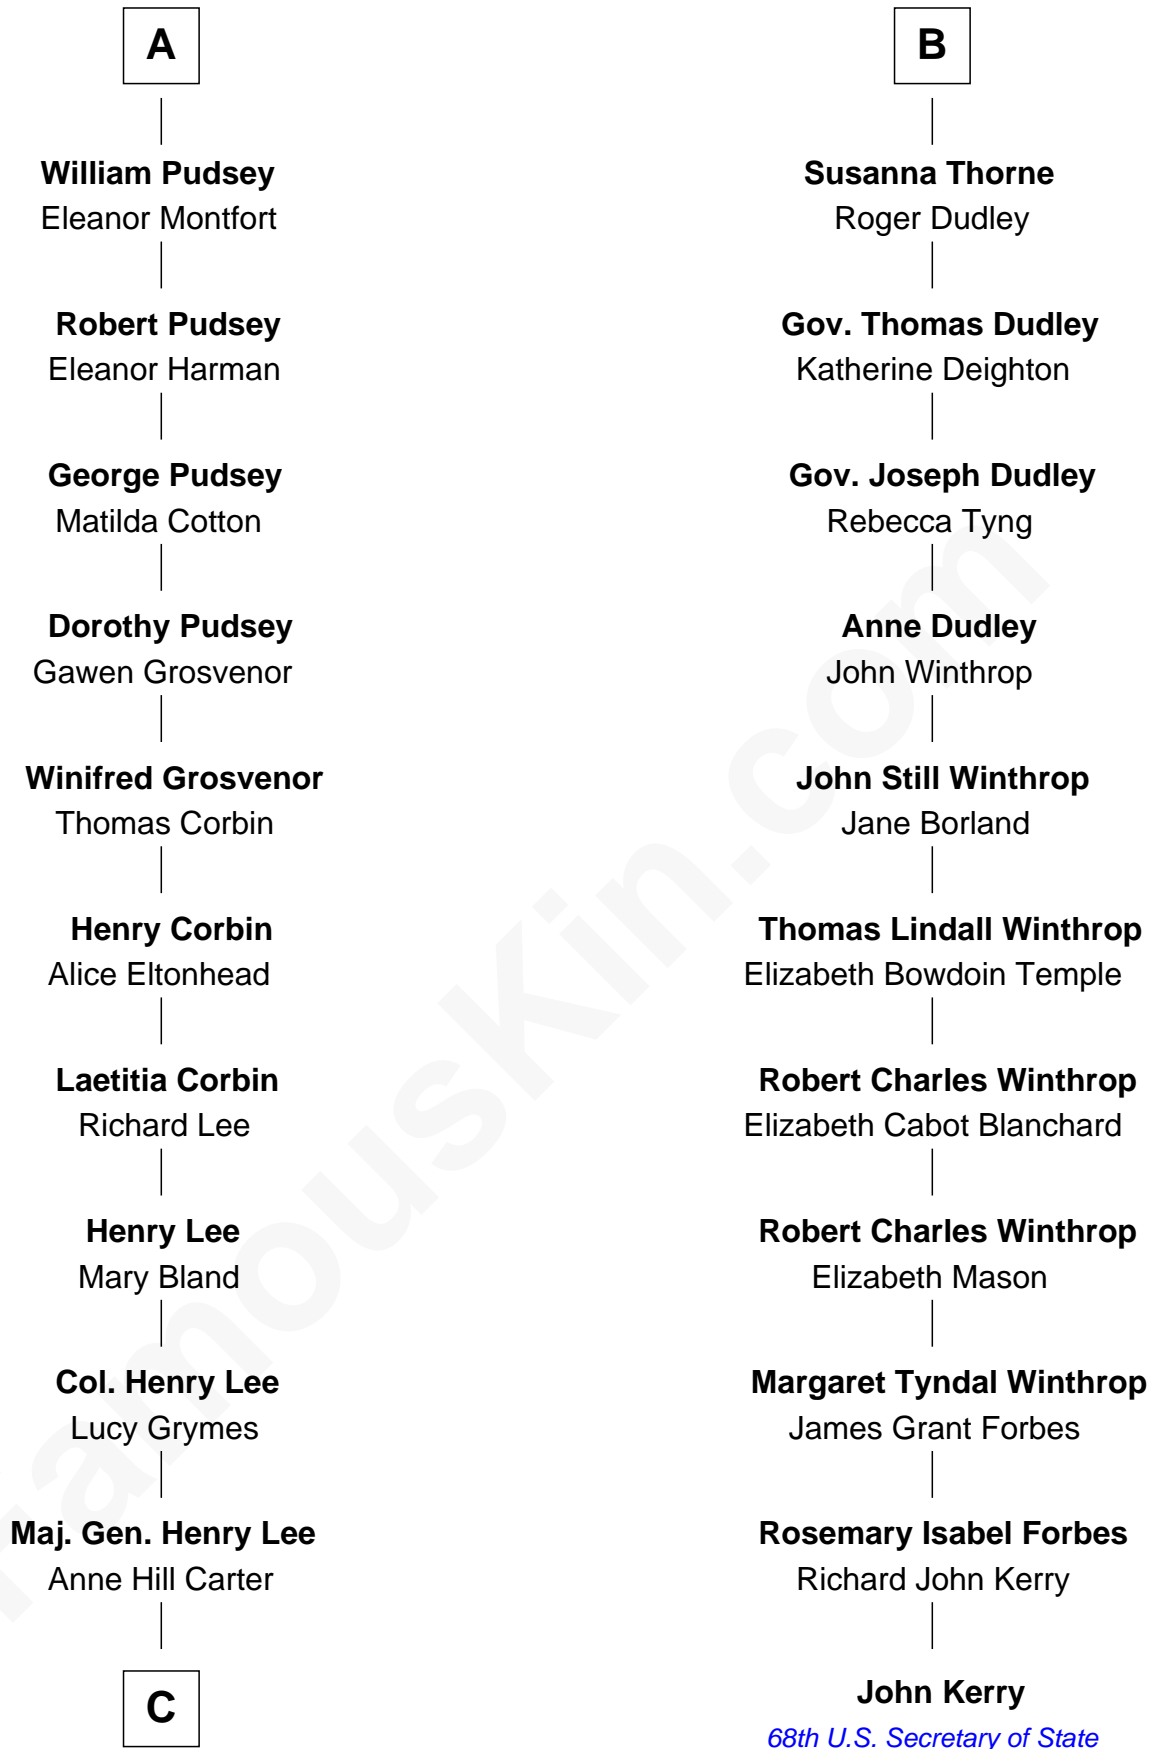 A
William Pudsey
Eleanor Montfort
Robert Pudsey
Eleanor Harman
George Pudsey
Matilda Cotton
Dorothy Pudsey
Gawen Grosvenor
Winifred Grosvenor
Thomas Corbin
Henry Corbin
Alice Eltonhead
Laetitia Corbin
Richard Lee
Henry Lee
Mary Bland
Col. Henry Lee
Lucy Grymes
Maj. Gen. Henry Lee
Anne Hill Carter
C
B
Susanna Thorne
Roger Dudley
Gov. Thomas Dudley
Katherine Deighton
Gov. Joseph Dudley
Rebecca Tyng
Anne Dudley
John Winthrop
John Still Winthrop
Jane Borland
Thomas Lindall Winthrop
Elizabeth Bowdoin Temple
Robert Charles Winthrop
Elizabeth Cabot Blanchard
Robert Charles Winthrop
Elizabeth Mason
Margaret Tyndal Winthrop
James Grant Forbes
Rosemary Isabel Forbes
Richard John Kerry
John Kerry
68th U.S. Secretary of State
FamousKin.com